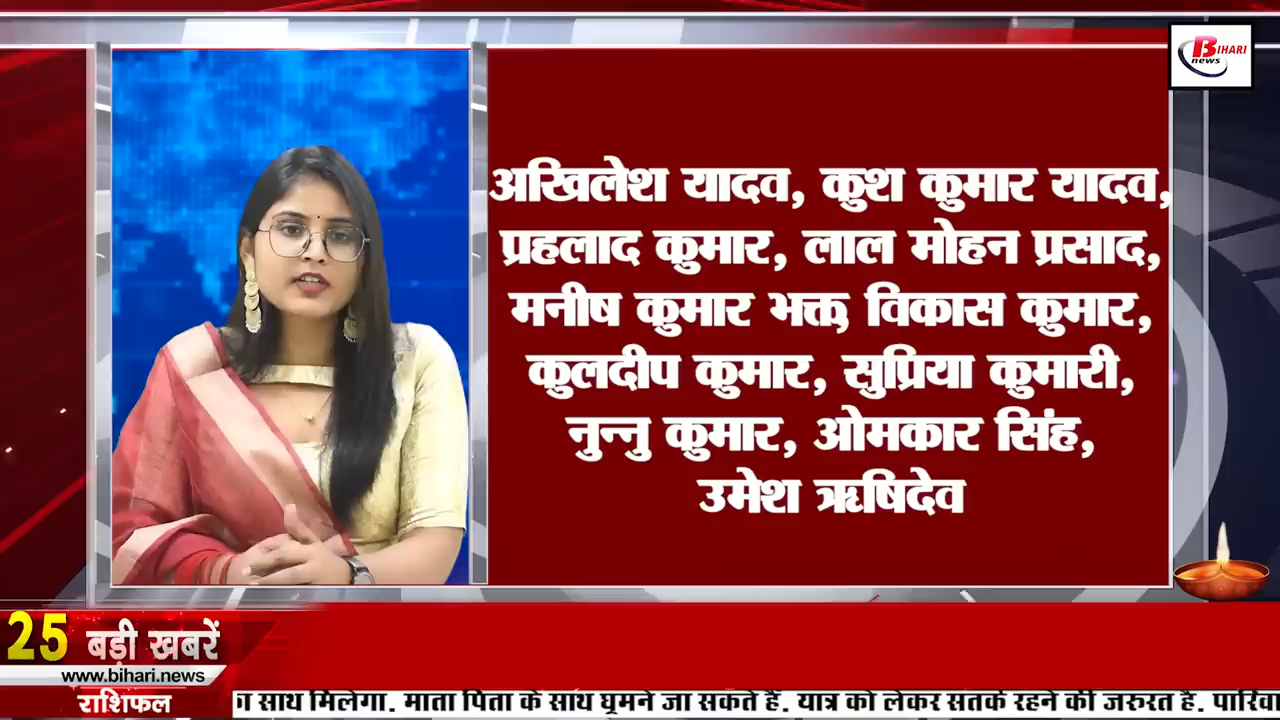 BIHARI
news
अखिलेश यादव, कुश कुमार यादव,
प्रहलाद कुमार, लाल मोहन प्रसाद,
मनीष कुमार भक्त, विकास कुमार,
कुलदीप कुमार, सुप्रिया कुमारी,
नुन्नु कुमार, ओमकार सिंह,
उमेश ऋषिदेव
25 बड़ी खबरें
www.bihari.news
राशिफल
साथ मिलेगा. माता पिता के साथ घूमने जा सकते हैं. यात्र को लेकर सतर्क रहने की जरुरत है.